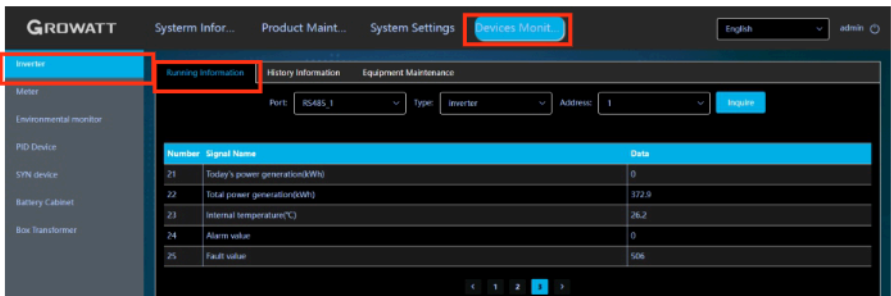 GROWATT Systerm Infor... Product Maint... System Settings Devices Monit... English admin
Inverter
Running Information History Information Equipment Maintenance
Meter
Port: RS485_1 Type: inverter Address: 1 Inquire
Environmental monitor
PID Device
Number Signal Name Data
SYN device
21 Today's power generation(kWh) 0
22 Total power generation(kWh) 372.9
Battery Cabinet
23 Internal temperature(℃) 26.2
Box Transformer
24 Alarm value 0
25 Fault value 506
< 1 2 3 >